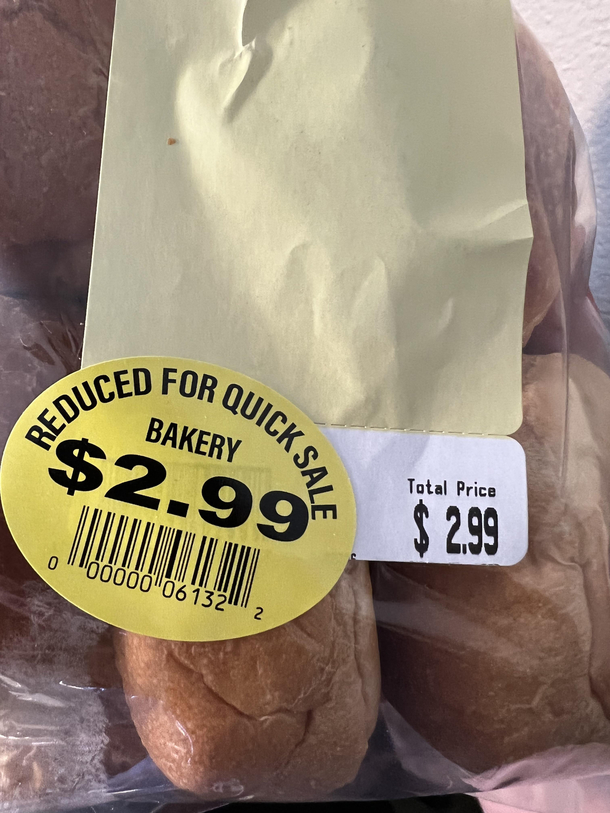 REDUCED FOR QUICK SALE
BAKERY
$2.99
0 00000 06132 2
Total Price
$ 2.99